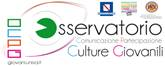 Osservatorio
Comunicazione Partecipazione
Culture Giovanili
giovani.unisa.it